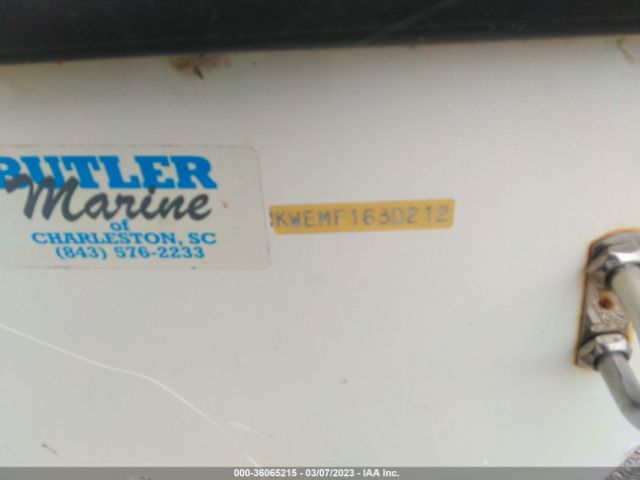 BUTLER
Marine
of
CHARLESTON, SC
(843) 576-2233
KWEMF163D212
000-36065215 - 03/07/2023 - IAA Inc.